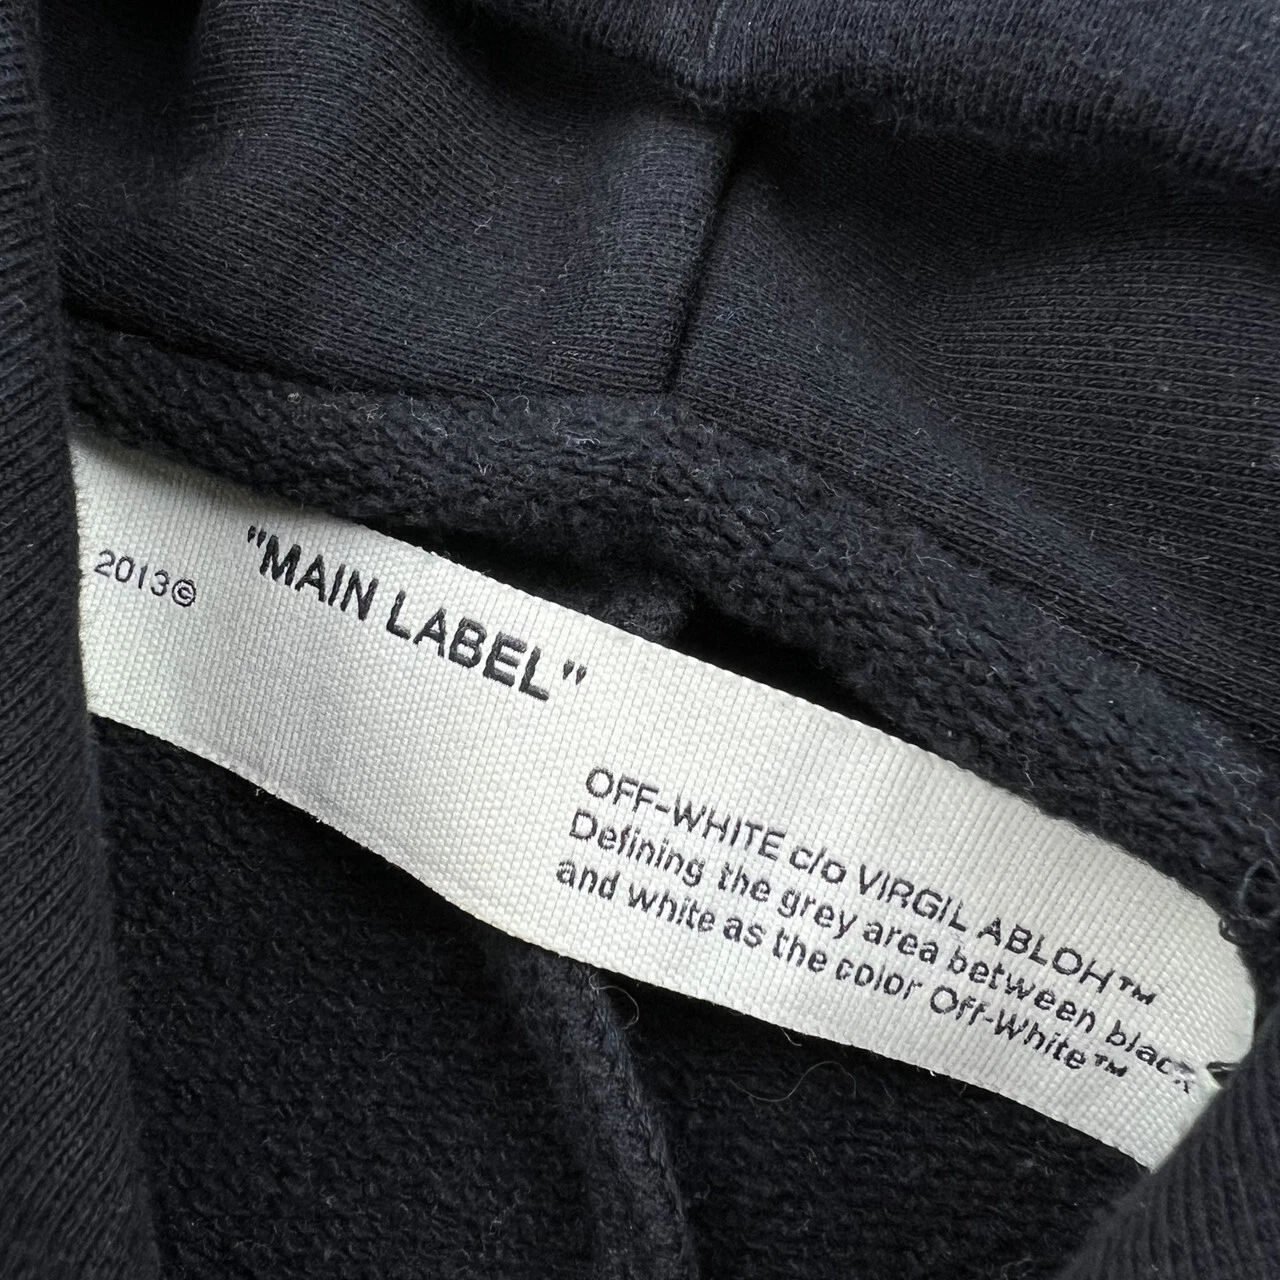 2013©
"MAIN LABEL"
OFF-WHITE c/o VIRGIL ABLOH™
Defining the grey area between black
and white as the color Off-White™